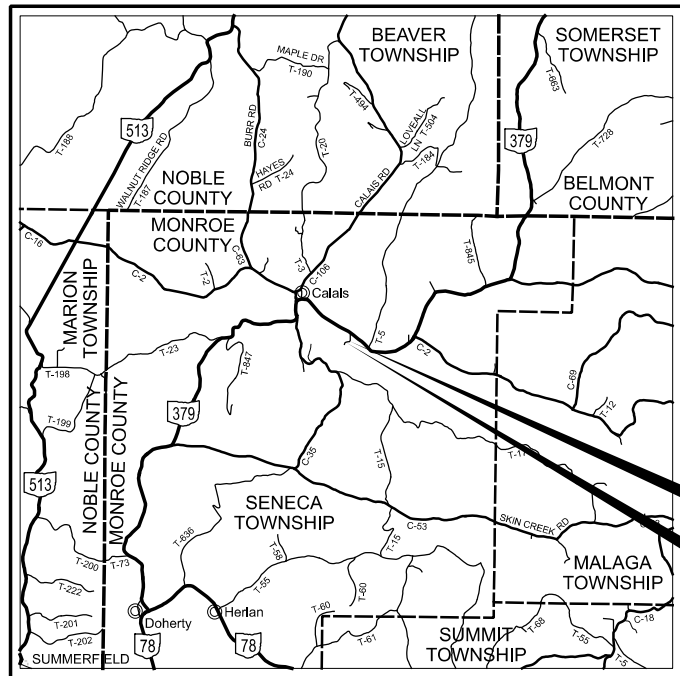 BEAVER
TOWNSHIP
SOMERSET
TOWNSHIP
MAPLE DR
T-190
T-663
T-494
LOVEALL
LN T-504
T-188
513
WALNUT RIDGE RD
T-187
BURR RD
C-24
T-20
T-184
379
T-728
HAYES
RD T-24
CALAIS RD
NOBLE
COUNTY
BELMONT
COUNTY
MONROE
COUNTY
C-16
C-2
T-2
C-63
T-3
C-106
T-845
Calais
MARION
TOWNSHIP
T-23
T-5
C-2
T-198
T-847
C-69
T-12
T-199
379
NOBLE COUNTY
MONROE COUNTY
C-35
T-15
513
SENECA
TOWNSHIP
C-53
SKIN CREEK RD
T-636
T-15
T-58
T-200
T-73
T-55
T-60
MALAGA
TOWNSHIP
T-222
T-201
Doherty
Herlan
T-60
T-202
78
78
T-61
SUMMIT
TOWNSHIP
T-68
T-55
C-18
T-5
SUMMERFIELD